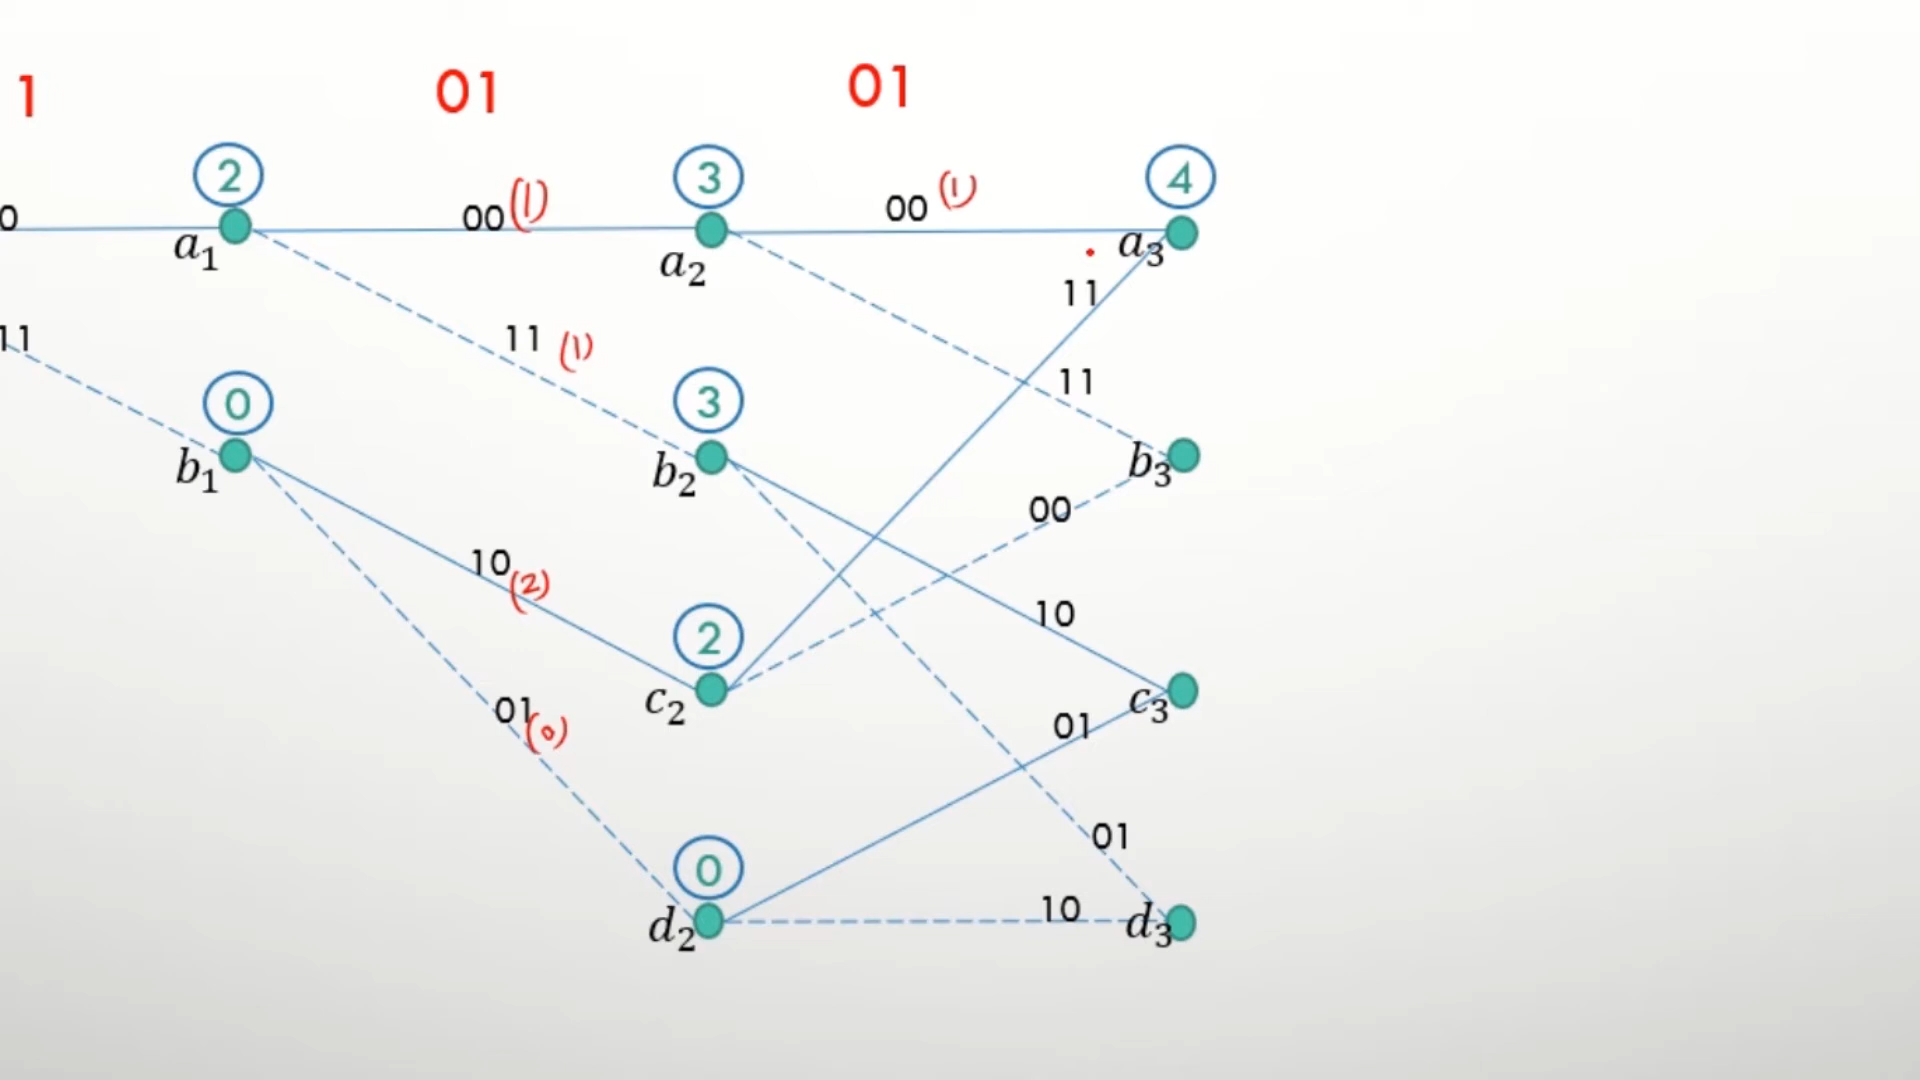 1 01 01
2 3 4
0 00 (1) 00 (1)
a1 a2 a3
11
11 11 (1)
11
0 3
b1 b2 b3
00
10 (2)
10
2
c2 c3
01 (0) 01
01
0
d2 10 d3